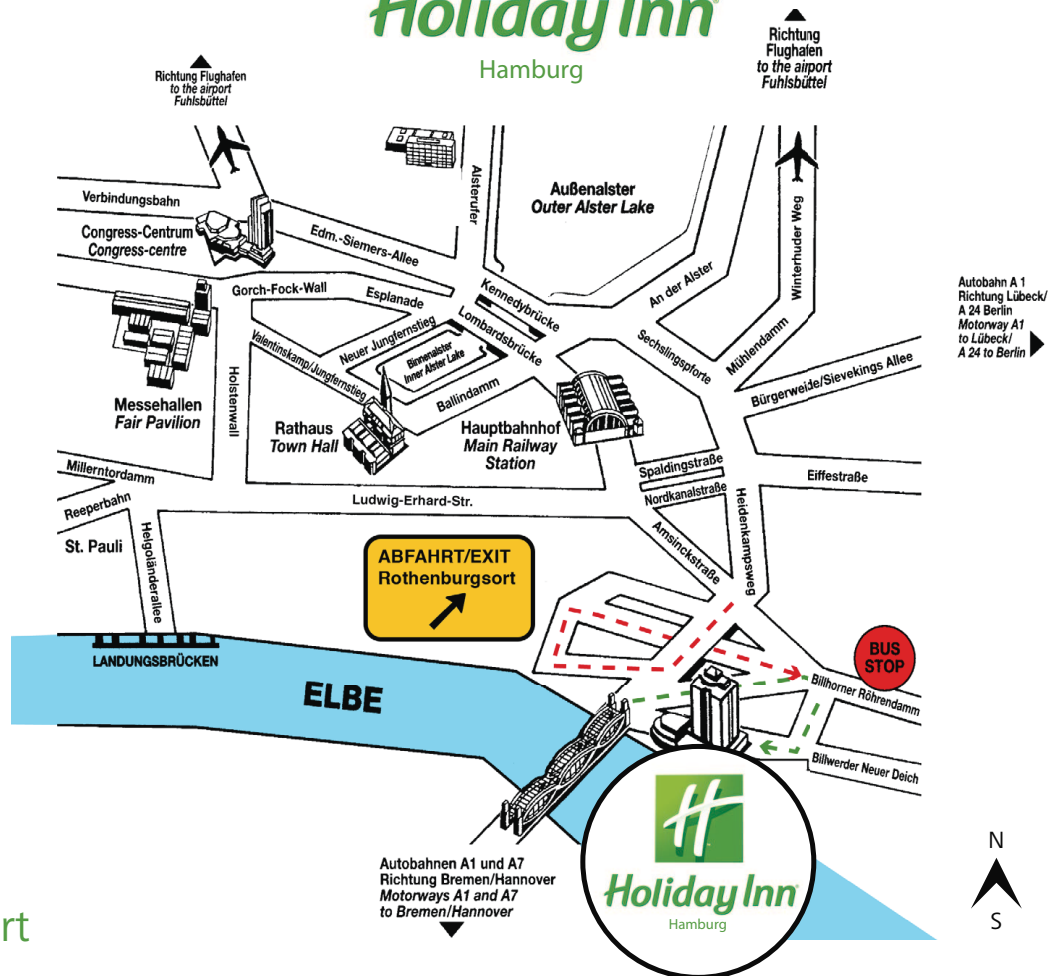 Holiday Inn
Hamburg
Richtung
Flughafen
to the airport
Fuhlsbüttel
Richtung Flughafen
to the airport
Fuhlsbüttel
Verbindungsbahn
Congress-Centrum
Congress-centre
Edm.-Siemers-Allee
Alsterufer
Außenalster
Outer Alster Lake
Winterhuder Weg
An der Alster
Gorch-Fock-Wall
Esplanade
Kennedybrücke
Lombardsbrücke
Autobahn A 1
Richtung Lübeck/
A 24 Berlin
Motorway A1
to Lübeck/
A 24 to Berlin
Neuer Jungfernstieg
Valentinskamp/Jungfernstieg
Binnenalster
Inner Alster Lake
Ballindamm
Sechslingspforte
Mühlendamm
Bürgerweide/Sievekings Allee
Messehallen
Fair Pavilion
Holstenwall
Rathaus
Town Hall
Hauptbahnhof
Main Railway
Station
Millerntordamm
Reeperbahn
St. Pauli
Helgoländerallee
Ludwig-Erhard-Str.
Spaldingstraße
Nordkanalstraße
Eiffestraße
Heidenkampsweg
Amsinckstraße
ABFAHRT/EXIT
Rothenburgsort
BUS
STOP
LANDUNGSBRÜCKEN
ELBE
Billhorner Röhrendamm
Billwerder Neuer Deich
Autobahnen A1 und A7
Richtung Bremen/Hannover
Motorways A1 and A7
to Bremen/Hannover
H
Holiday Inn
Hamburg
N
S
rt